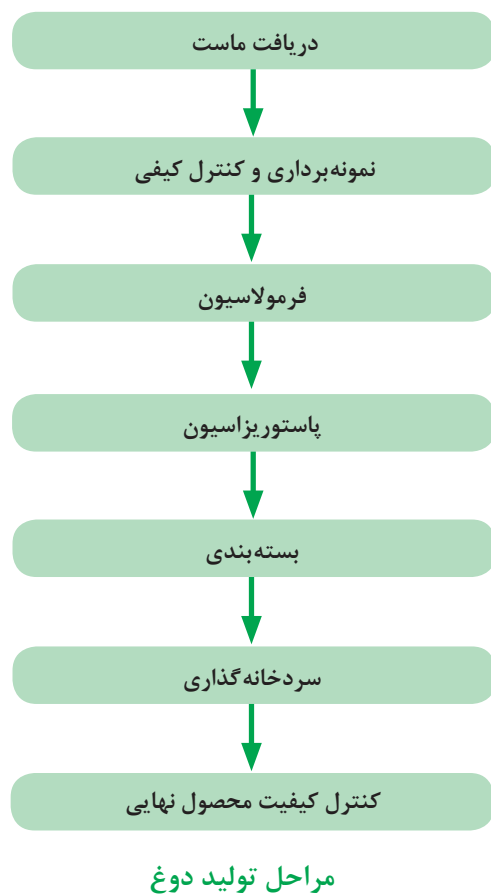 دریافت ماست
نمونه‌برداری و کنترل کیفی
فرمولاسیون
پاستوریزاسیون
بسته‌بندی
سردخانه‌گذاری
کنترل کیفیت محصول نهایی
مراحل تولید دوغ